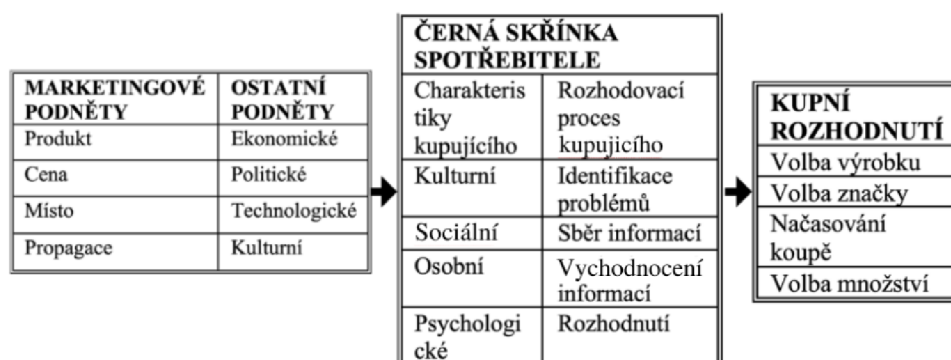 MARKETINGOVÉ
PODNĚTY
OSTATNÍ
PODNĚTY
Produkt
Ekonomické
Cena
Politické
Místo
Technologické
Propagace
Kulturní
ČERNÁ SKŘÍNKA
SPOTŘEBITELE
Charakteris
tiky
kupujícího
Rozhodovací
proces
kupujicího
Kulturní
Identifikace
problémů
Sociální
Sběr informací
Osobní
Vychodnocení
informací
Psychologi
cké
Rozhodnutí
KUPNÍ
ROZHODNUTÍ
Volba výrobku
Volba značky
Načasování
koupě
Volba množství